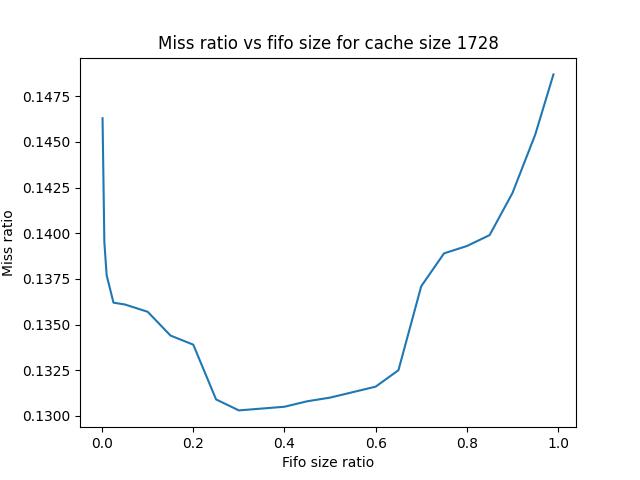 Miss ratio vs fifo size for cache size 1728
0.1475
0.1450
0.1425
0.1400
0.1375
0.1350
0.1325
0.1300
Miss ratio
0.0 0.2 0.4 0.6 0.8 1.0
Fifo size ratio